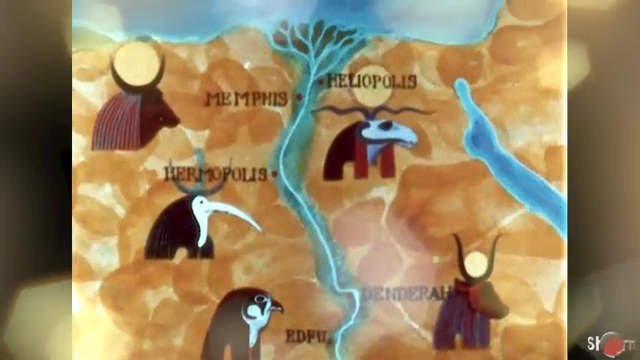 HELIOPOLIS
MEMPHIS
HERMOPOLIS
DENDERAH
EDFU